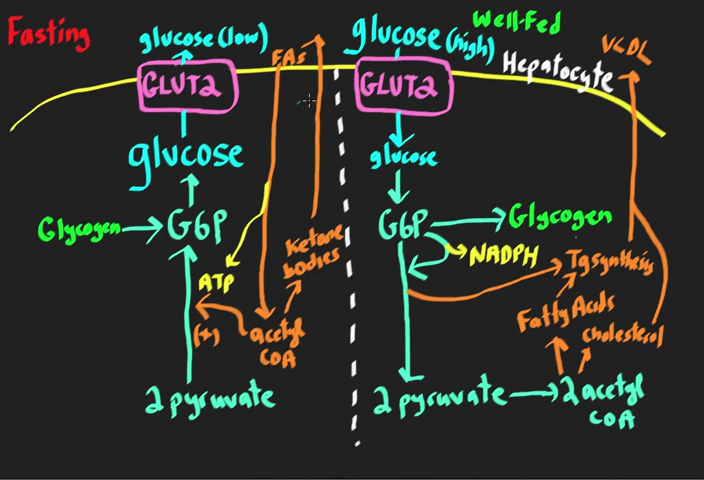 Fasting
glucose (low)
FAs
GLUT2
glucose
Glycogen
G6P
ATP
Ketone
bodies
(+)
acetyl
COA
2 pyruvate
Well-Fed
glucose (high)
VLDL
Hepatocyte
GLUT2
glucose
G6P
Glycogen
NADPH
Tg synthesis
Fatty Acids
Cholesterol
2 pyruvate
2 acetyl
COA